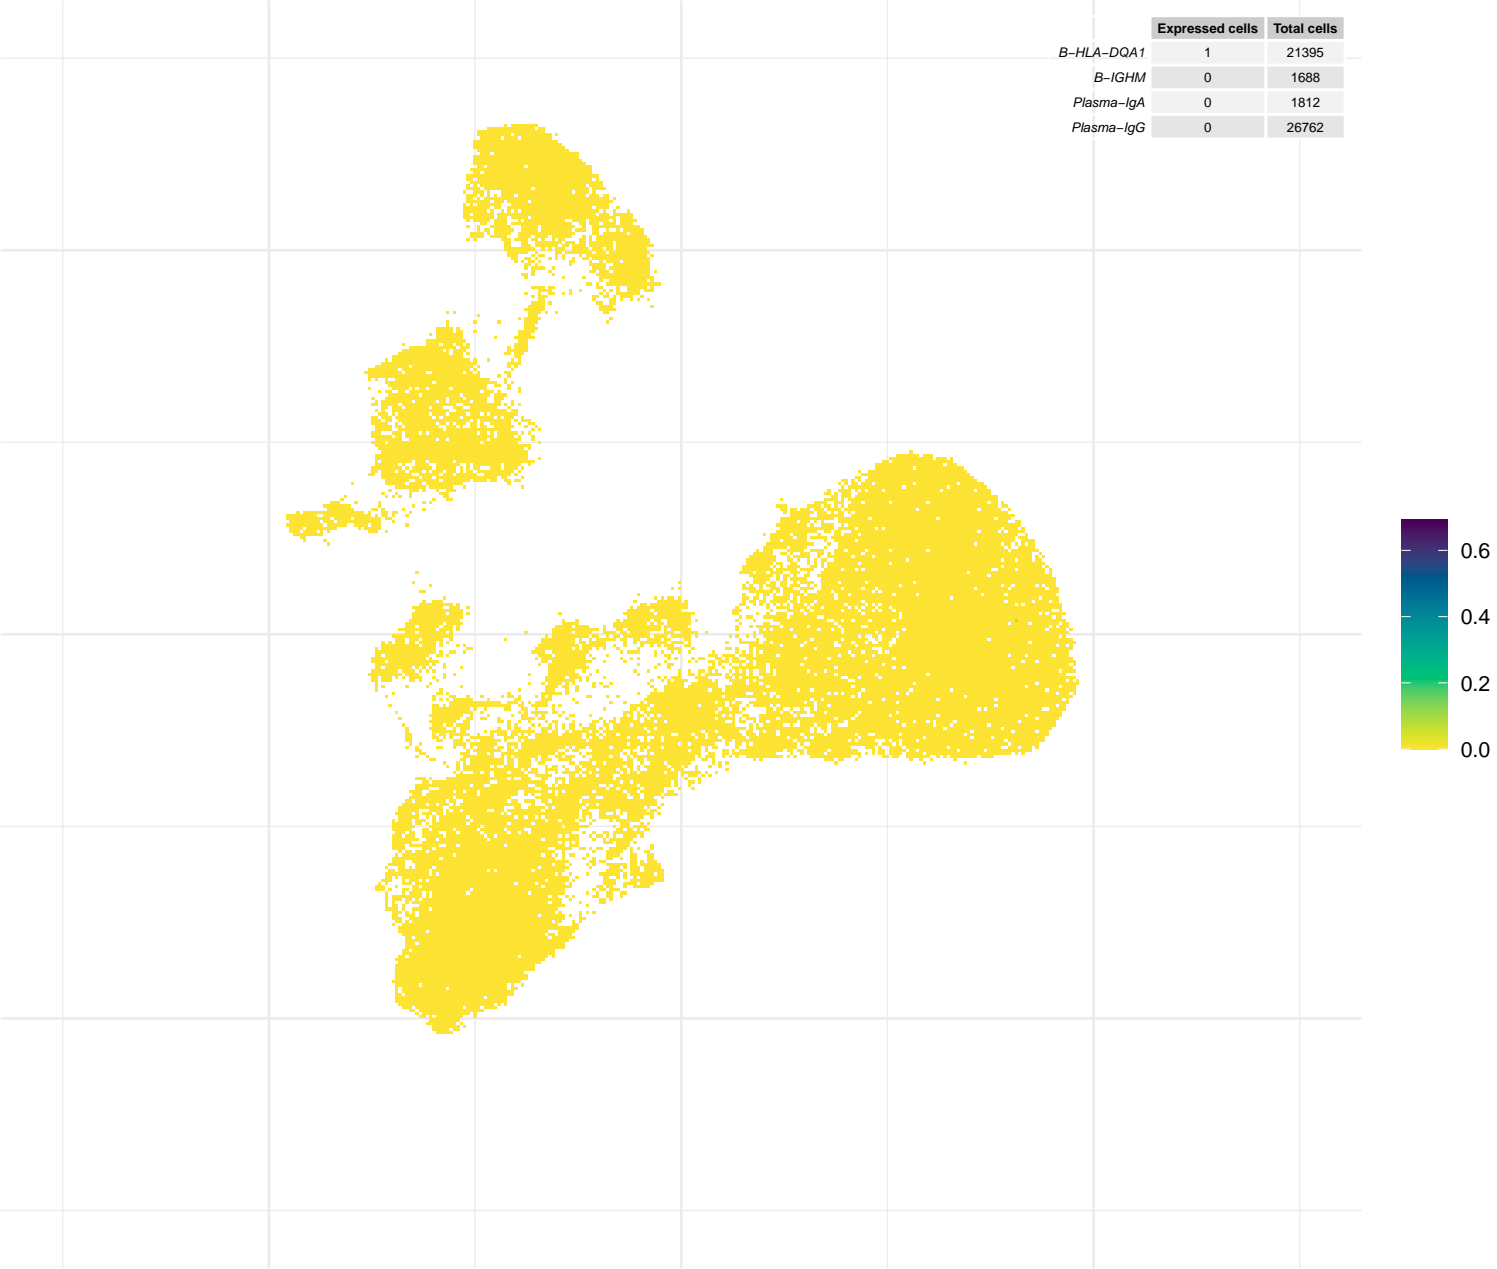 Expressed cells Total cells
B−HLA−DQA1 1 21395
B−IGHM 0 1688
Plasma−IgA 0 1812
Plasma−IgG 0 26762
0.6
0.4
0.2
0.0